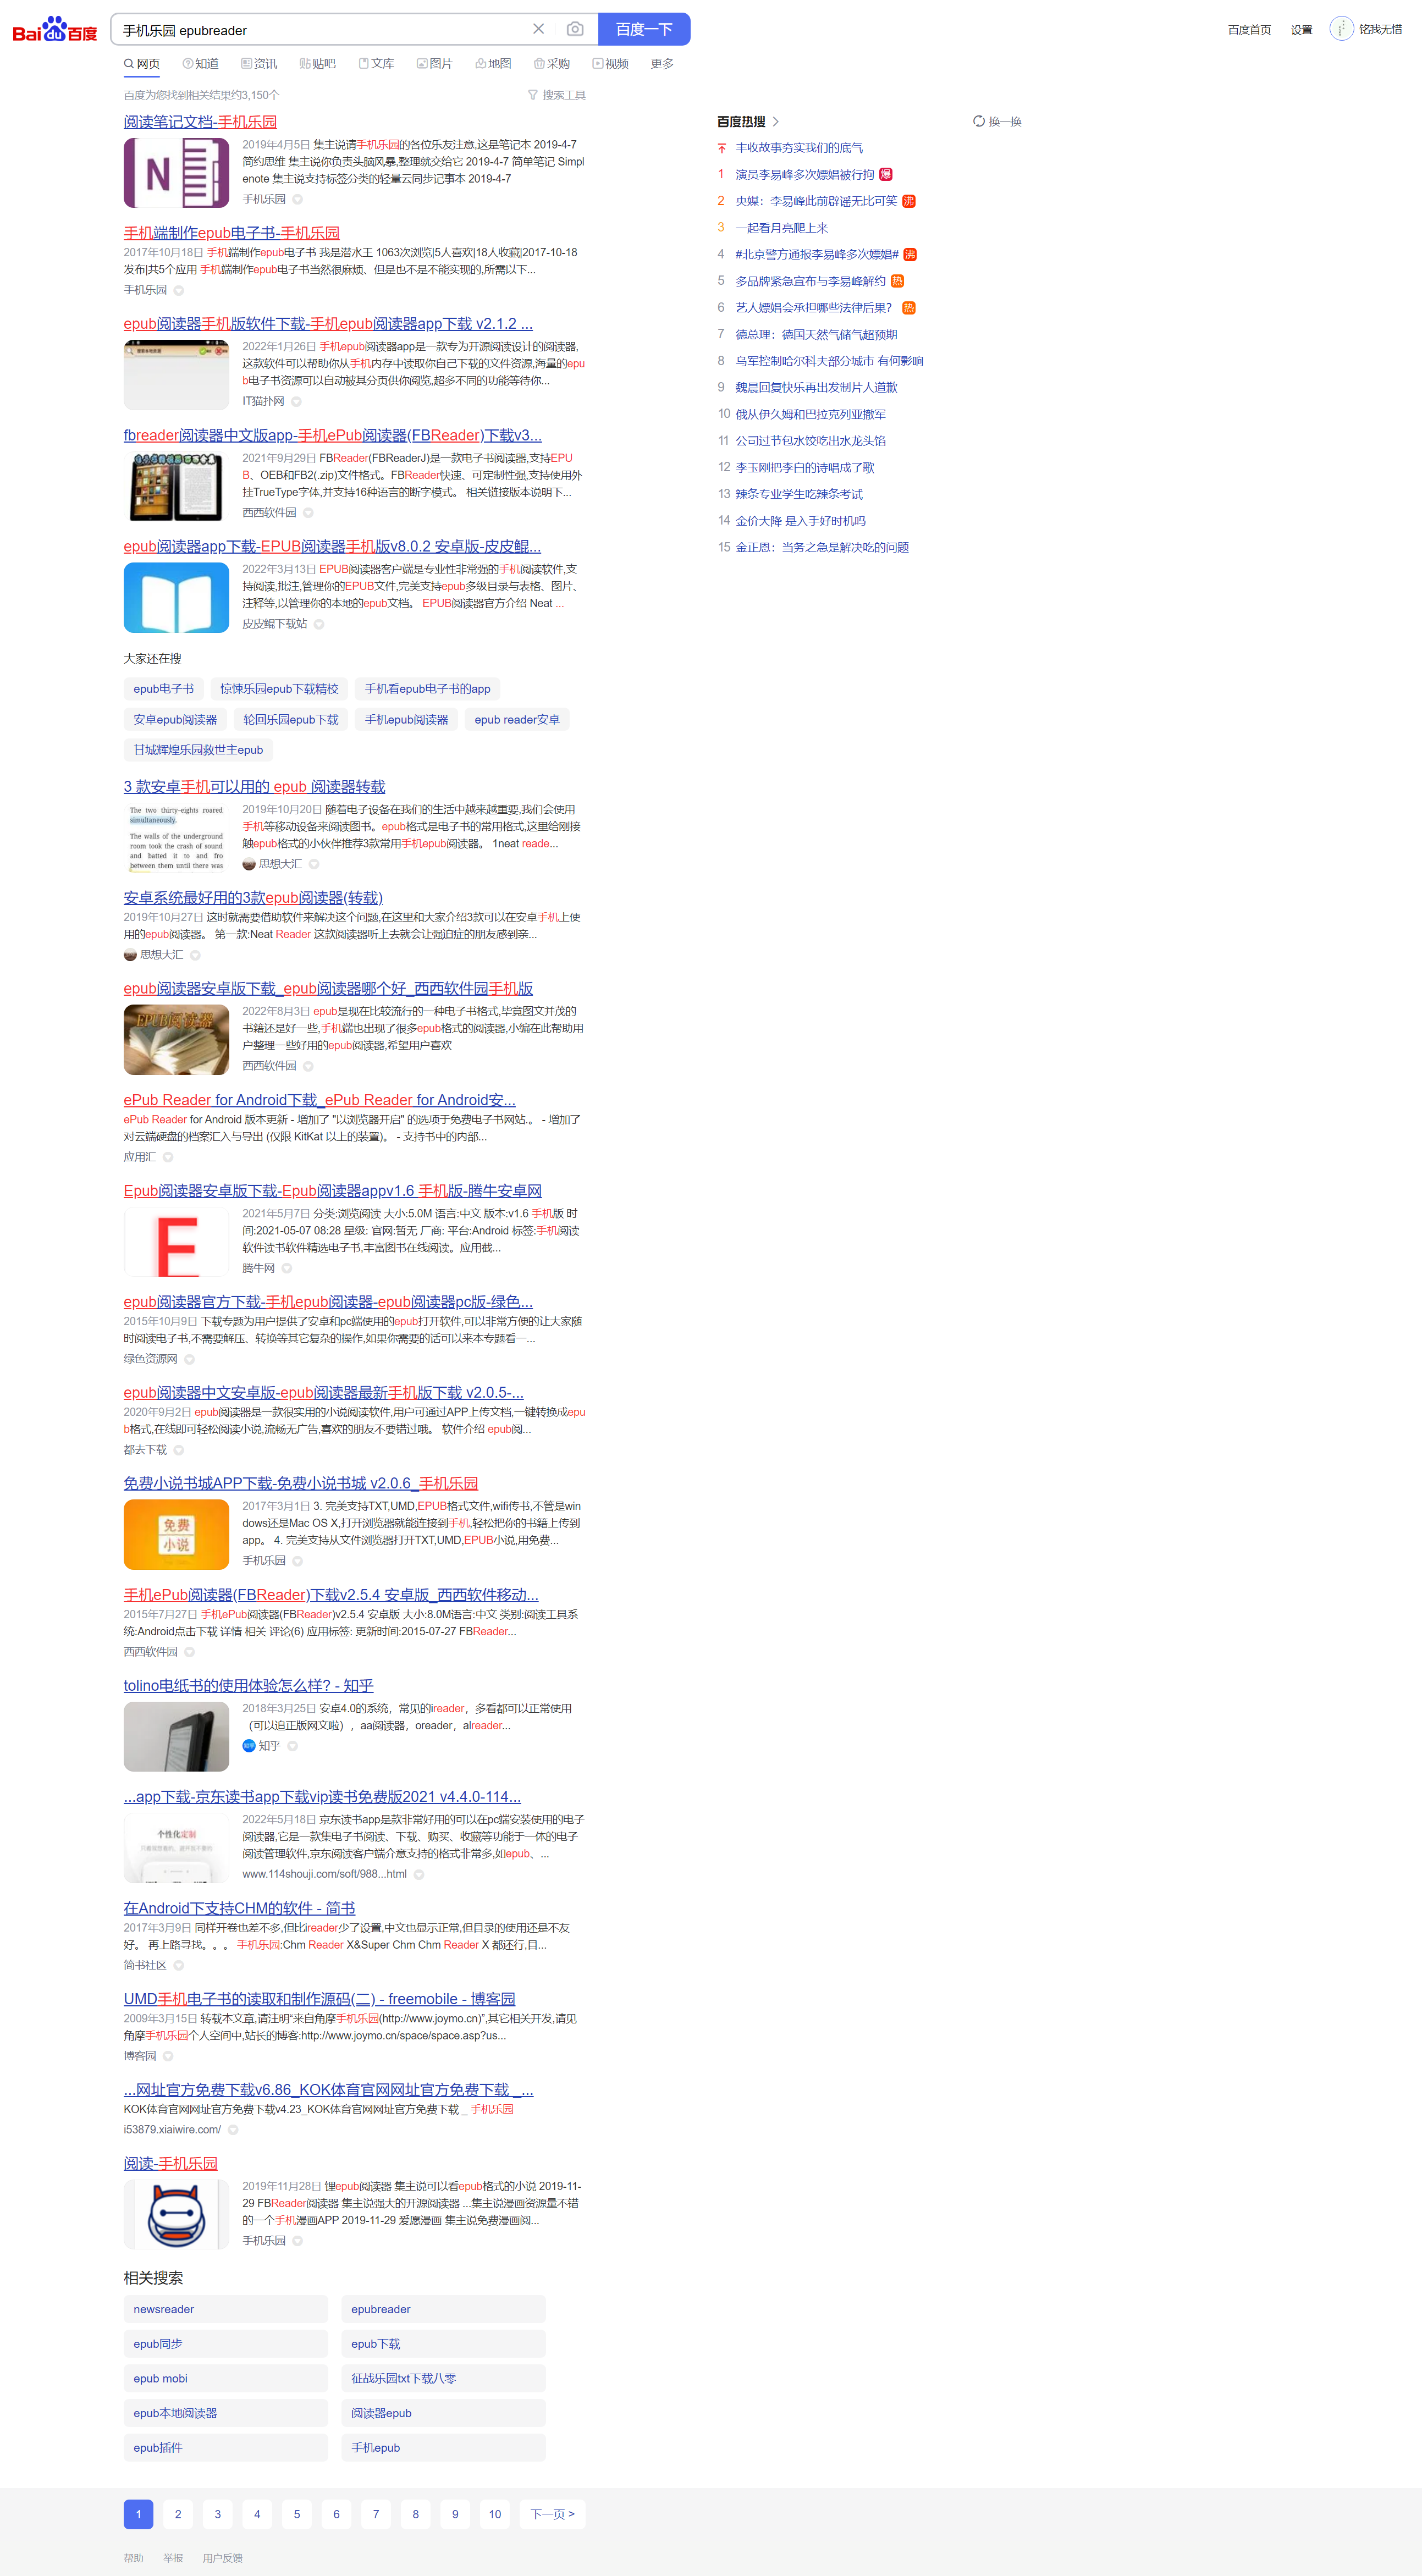 Bai du 百度
手机乐园 epubreader
百度一下
百度首页 设置 铭我无惜
网页 知道 资讯 贴吧 文库 图片 地图 采购 视频 更多
百度为您找到相关结果约3,150个
搜索工具
阅读笔记文档-手机乐园
N
2019年4月5日 集主说请手机乐园的各位乐友注意,这是笔记本 2019-4-7
简约思维 集主说你负责头脑风暴,整理就交给它 2019-4-7 简单笔记 Simpl
enote 集主说支持标签分类的轻量云同步记事本 2019-4-7
手机乐园
手机端制作epub电子书-手机乐园
2017年10月18日 手机端制作epub电子书 我是潜水王 1063次浏览|5人喜欢|18人收藏|2017-10-18
发布|共5个应用 手机端制作epub电子书当然很麻烦、但是也不是不能实现的,所需以下...
手机乐园
epub阅读器手机版软件下载-手机epub阅读器app下载 v2.1.2 ...
2022年1月26日 手机epub阅读器app是一款专为开源阅读设计的阅读器,
这款软件可以帮助你从手机内存中读取你自己下载的文件资源,海量的epu
b电子书资源可以自动被其分页供你阅览,超多不同的功能等待你...
IT猫扑网
fbreader阅读器中文版app-手机ePub阅读器(FBReader)下载v3...
2021年9月29日 FBReader(FBReaderJ)是一款电子书阅读器,支持EPU
B、OEB和FB2(.zip)文件格式。FBReader快速、可定制性强,支持使用外
挂TrueType字体,并支持16种语言的断字模式。 相关链接版本说明下...
西西软件园
epub阅读器app下载-EPUB阅读器手机版v8.0.2 安卓版-皮皮鲲...
2022年3月13日 EPUB阅读器客户端是专业性非常强的手机阅读软件,支
持阅读,批注,管理你的EPUB文件,完美支持epub多级目录与表格、图片、
注释等,以管理你的本地的epub文档。 EPUB阅读器官方介绍 Neat ...
皮皮鲲下载站
大家还在搜
epub电子书 惊悚乐园epub下载精校 手机看epub电子书的app
安卓epub阅读器 轮回乐园epub下载 手机epub阅读器 epub reader安卓
甘城辉煌乐园救世主epub
3 款安卓手机可以用的 epub 阅读器转载
The two thirty-eights roared
simultaneously.
The walls of the underground
room took the crash of sound
and batted it to and fro
between them until there was
2019年10月20日 随着电子设备在我们的生活中越来越重要,我们会使用
手机等移动设备来阅读图书。epub格式是电子书的常用格式,这里给刚接
触epub格式的小伙伴推荐3款常用手机epub阅读器。 1neat reade...
思想大汇
安卓系统最好用的3款epub阅读器(转载)
2019年10月27日 这时就需要借助软件来解决这个问题,在这里和大家介绍3款可以在安卓手机上使
用的epub阅读器。 第一款:Neat Reader 这款阅读器听上去就会让强迫症的朋友感到亲...
思想大汇
epub阅读器安卓版下载_epub阅读器哪个好_西西软件园手机版
EPUB阅读器
2022年8月3日 epub是现在比较流行的一种电子书格式,毕竟图文并茂的
书籍还是好一些,手机端也出现了很多epub格式的阅读器,小编在此帮助用
户整理一些好用的epub阅读器,希望用户喜欢
西西软件园
ePub Reader for Android下载_ePub Reader for Android安...
ePub Reader for Android 版本更新 - 增加了 "以浏览器开启" 的选项于免费电子书网站.。 - 增加了
对云端硬盘的档案汇入与导出 (仅限 KitKat 以上的装置)。 - 支持书中的内部...
应用汇
Epub阅读器安卓版下载-Epub阅读器appv1.6 手机版-腾牛安卓网
E
2021年5月7日 分类:浏览阅读 大小:5.0M 语言:中文 版本:v1.6 手机版 时
间:2021-05-07 08:28 星级: 官网:暂无 厂商: 平台:Android 标签:手机阅读
软件读书软件精选电子书,丰富图书在线阅读。应用截...
腾牛网
epub阅读器官方下载-手机epub阅读器-epub阅读器pc版-绿色...
2015年10月9日 下载专题为用户提供了安卓和pc端使用的epub打开软件,可以非常方便的让大家随
时阅读电子书,不需要解压、转换等其它复杂的操作,如果你需要的话可以来本专题看一...
绿色资源网
epub阅读器中文安卓版-epub阅读器最新手机版下载 v2.0.5-...
2020年9月2日 epub阅读器是一款很实用的小说阅读软件,用户可通过APP上传文档,一键转换成epu
b格式,在线即可轻松阅读小说,流畅无广告,喜欢的朋友不要错过哦。 软件介绍 epub阅...
都去下载
免费小说书城APP下载-免费小说书城 v2.0.6_手机乐园
免费
小说
2017年3月1日 3. 完美支持TXT,UMD,EPUB格式文件,wifi传书,不管是win
dows还是Mac OS X,打开浏览器就能连接到手机,轻松把你的书籍上传到
app。 4. 完美支持从文件浏览器打开TXT,UMD,EPUB小说,用免费...
手机乐园
手机ePub阅读器(FBReader)下载v2.5.4 安卓版_西西软件移动...
2015年7月27日 手机ePub阅读器(FBReader)v2.5.4 安卓版 大小:8.0M语言:中文 类别:阅读工具系
统:Android点击下载 详情 相关 评论(6) 应用标签: 更新时间:2015-07-27 FBReader...
西西软件园
tolino电纸书的使用体验怎么样? - 知乎
2018年3月25日 安卓4.0的系统，常见的ireader，多看都可以正常使用
（可以追正版网文啦），aa阅读器，oreader，alreader...
知乎
...app下载-京东读书app下载vip读书免费版2021 v4.4.0-114...
个性化定制
2022年5月18日 京东读书app是款非常好用的可以在pc端安装使用的电子
阅读器,它是一款集电子书阅读、下载、购买、收藏等功能于一体的电子
阅读管理软件,京东阅读客户端介意支持的格式非常多,如epub、...
www.114shouji.com/soft/988...html
在Android下支持CHM的软件 - 简书
2017年3月9日 同样开卷也差不多,但比ireader少了设置,中文也显示正常,但目录的使用还是不友
好。 再上路寻找。。。 手机乐园:Chm Reader X&Super Chm Chm Reader X 都还行,目...
简书社区
UMD手机电子书的读取和制作源码(二) - freemobile - 博客园
2009年3月15日 转载本文章,请注明“来自角摩手机乐园(http://www.joymo.cn)”,其它相关开发,请见
角摩手机乐园个人空间中,站长的博客:http://www.joymo.cn/space/space.asp?us...
博客园
...网址官方免费下载v6.86_KOK体育官网网址官方免费下载 _...
KOK体育官网网址官方免费下载v4.23_KOK体育官网网址官方免费下载 _ 手机乐园
i53879.xiaiwire.com/
阅读-手机乐园
2019年11月28日 锂epub阅读器 集主说可以看epub格式的小说 2019-11-
29 FBReader阅读器 集主说强大的开源阅读器 ...集主说漫画资源量不错
的一个手机漫画APP 2019-11-29 爱愿漫画 集主说免费漫画阅...
手机乐园
相关搜索
newsreader epubreader
epub同步 epub下载
epub mobi 征战乐园txt下载八零
epub本地阅读器 阅读器epub
epub插件 手机epub
1 2 3 4 5 6 7 8 9 10 下一页 >
帮助 举报 用户反馈
百度热搜 换一换
丰收故事夯实我们的底气
1 演员李易峰多次嫖娼被行拘 爆
2 央媒：李易峰此前辟谣无比可笑 沸
3 一起看月亮爬上来
4 #北京警方通报李易峰多次嫖娼# 沸
5 多品牌紧急宣布与李易峰解约 热
6 艺人嫖娼会承担哪些法律后果？ 热
7 德总理：德国天然气储气超预期
8 乌军控制哈尔科夫部分城市 有何影响
9 魏晨回复快乐再出发制片人道歉
10 俄从伊久姆和巴拉克列亚撤军
11 公司过节包水饺吃出水龙头馅
12 李玉刚把李白的诗唱成了歌
13 辣条专业学生吃辣条考试
14 金价大降 是入手好时机吗
15 金正恩：当务之急是解决吃的问题